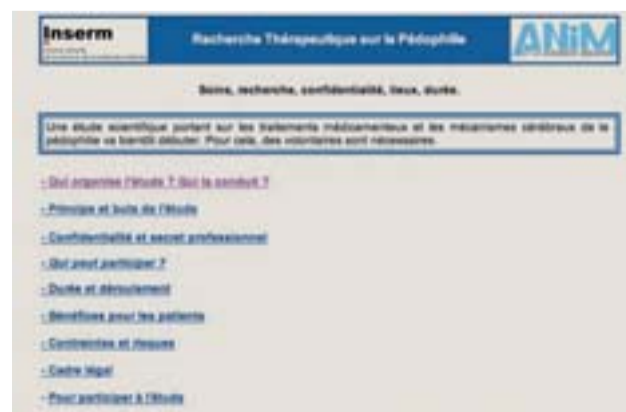 Inserm
Recherche Thérapeutique sur la Pédophilie
ANiM
Soins, recherche, confidentialité, lieux, durée.
Une étude scientifique portant sur les traitements médicamenteux et les mécanismes cérébraux de la
pédophilie va bientôt débuter. Pour cela, des volontaires sont nécessaires.
- Qui organise l'étude ? Qui la conduit ?
- Principe et buts de l'étude
- Confidentialité et secret professionnel
- Qui peut participer ?
- Durée et déroulement
- Bénéfices pour les patients
- Contraintes et risques
- Cadre légal
- Pour participer à l'étude